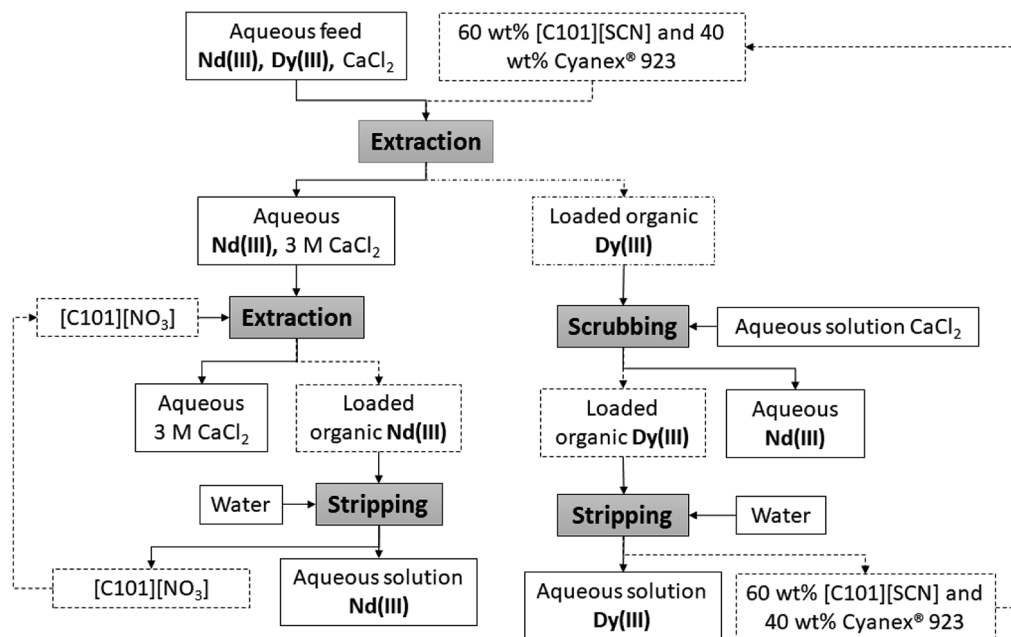 Aqueous feed
Nd(III), Dy(III), CaCl₂
60 wt% [C101][SCN] and 40
wt% Cyanex® 923
Extraction
Aqueous
Nd(III), 3 M CaCl₂
Loaded organic
Dy(III)
[C101][NO₃]
Extraction
Scrubbing
Aqueous solution CaCl₂
Aqueous
3 M CaCl₂
Loaded
organic Nd(III)
Loaded
organic Dy(III)
Aqueous
Nd(III)
Water
Stripping
Stripping
Water
[C101][NO₃]
Aqueous solution
Nd(III)
Aqueous solution
Dy(III)
60 wt% [C101][SCN] and
40 wt% Cyanex® 923